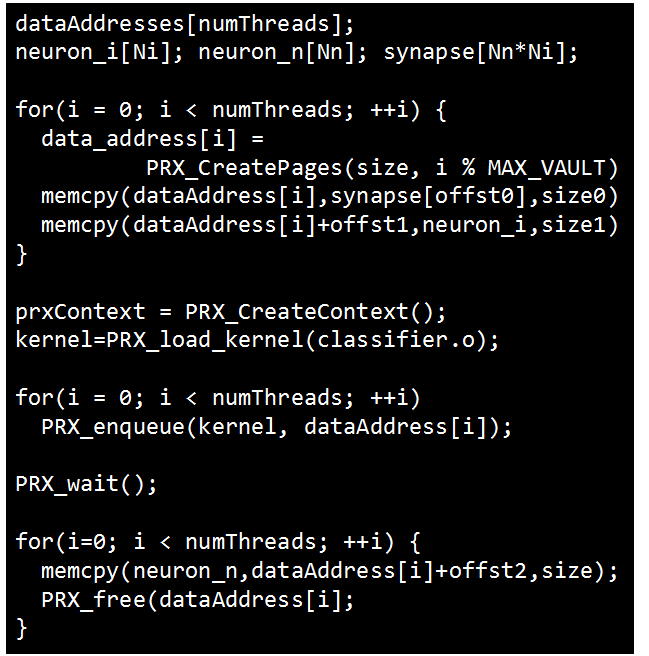 dataAddresses[numThreads];
neuron_i[Ni]; neuron_n[Nn]; synapse[Nn*Ni];
for(i = 0; i < numThreads; ++i) {
data_address[i] =
PRX_CreatePages(size, i % MAX_VAULT)
memcpy(dataAddress[i],synapse[offst0],size0)
memcpy(dataAddress[i]+offst1,neuron_i,size1)
}
prxContext = PRX_CreateContext();
kernel=PRX_load_kernel(classifier.o);
for(i = 0; i < numThreads; ++i)
PRX_enqueue(kernel, dataAddress[i]);
PRX_wait();
for(i=0; i < numThreads; ++i) {
memcpy(neuron_n,dataAddress[i]+offst2,size);
PRX_free(dataAddress[i];
}